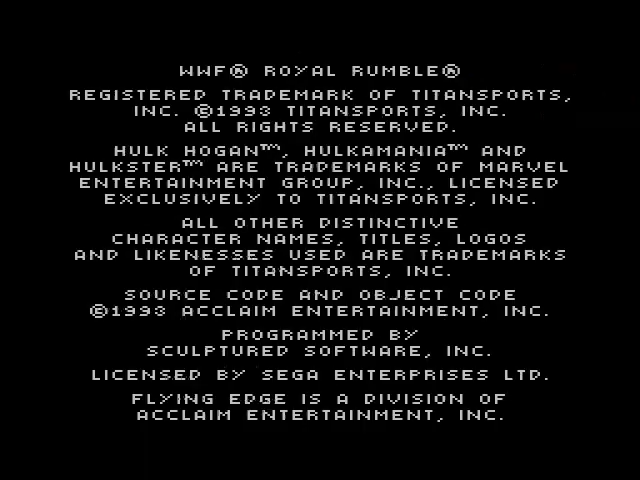 WWF® ROYAL RUMBLE®
REGISTERED TRADEMARK OF TITANSPORTS,
INC. ©1993 TITANSPORTS, INC.
ALL RIGHTS RESERVED.
HULK HOGAN™, HULKAMANIA™ AND
HULKSTER™ ARE TRADEMARKS OF MARVEL
ENTERTAINMENT GROUP, INC., LICENSED
EXCLUSIVELY TO TITANSPORTS, INC.
ALL OTHER DISTINCTIVE
CHARACTER NAMES, TITLES, LOGOS
AND LIKENESSES USED ARE TRADEMARKS
OF TITANSPORTS, INC.
SOURCE CODE AND OBJECT CODE
©1993 ACCLAIM ENTERTAINMENT, INC.
PROGRAMMED BY
SCULPTURED SOFTWARE, INC.
LICENSED BY SEGA ENTERPRISES LTD.
FLYING EDGE IS A DIVISION OF
ACCLAIM ENTERTAINMENT, INC.